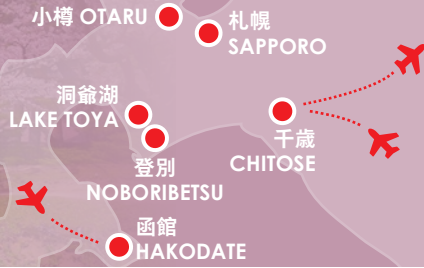 小樽 OTARU
札幌
SAPPORO
洞爺湖
LAKE TOYA
千歳
CHITOSE
登別
NOBORIBETSU
函館
HAKODATE